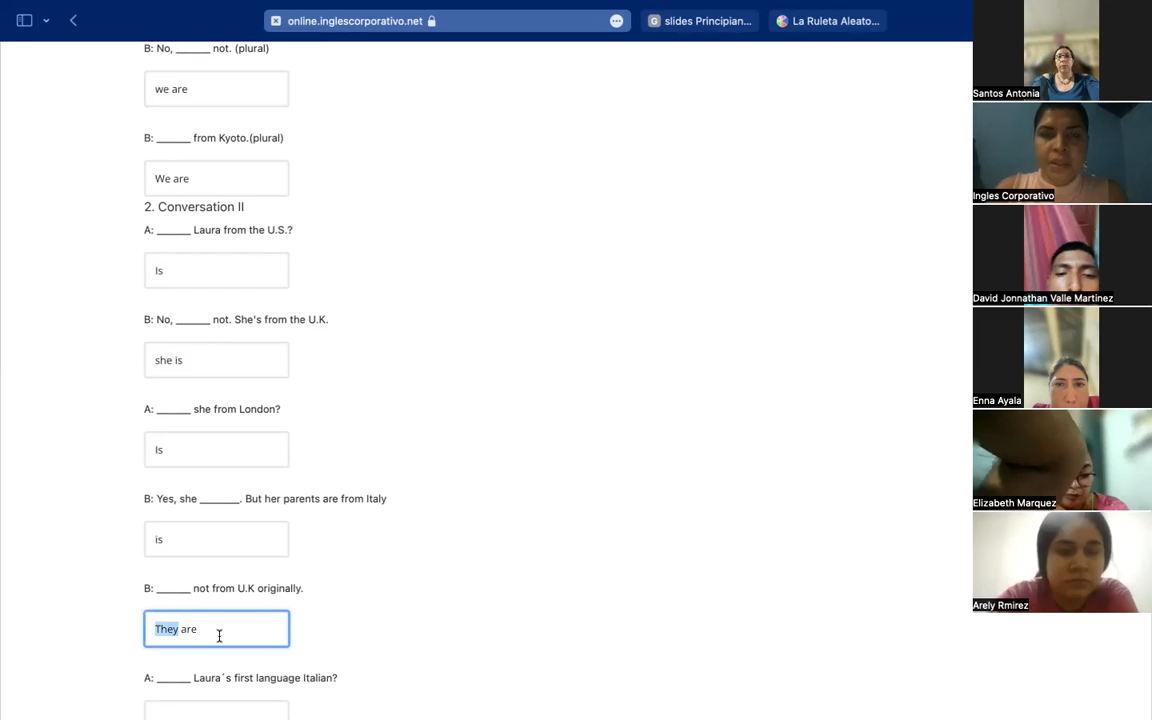 online.inglescorporativo.net
slides Principian...
La Ruleta Aleato...
B: No, ______ not. (plural)
we are
B: ______ from Kyoto.(plural)
We are
2. Conversation II
A: ______ Laura from the U.S.?
Is
B: No, ______ not. She's from the U.K.
she is
A: ______ she from London?
Is
B: Yes, she _______. But her parents are from Italy
is
B: ______ not from U.K originally.
They are
A: ______ Laura´s first language Italian?
Santos Antonia
Ingles Corporativo
David Jonnathan Valle Martinez
Enna Ayala
Elizabeth Marquez
Arely Rmirez